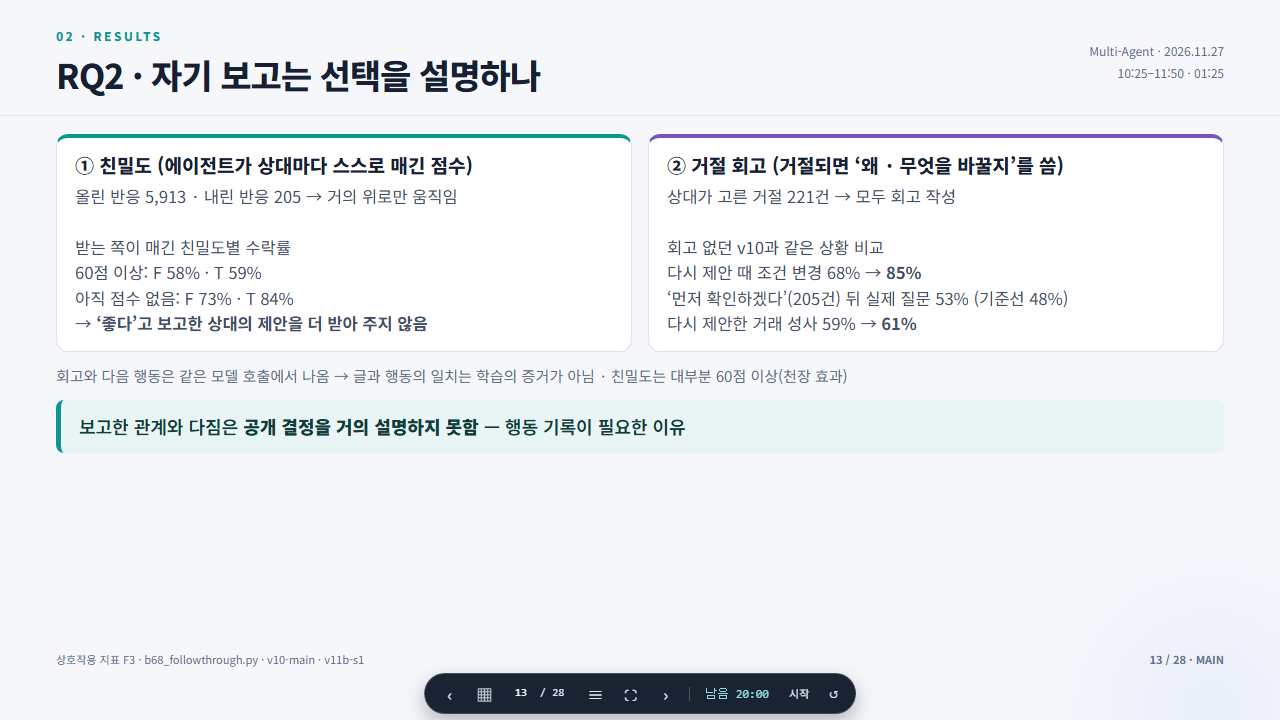 02 · RESULTS
RQ2 · 자기 보고는 선택을 설명하나
Multi-Agent · 2026.11.27
10:25–11:50 · 01:25
① 친밀도 (에이전트가 상대마다 스스로 매긴 점수)
올린 반응 5,913 · 내린 반응 205 → 거의 위로만 움직임
받는 쪽이 매긴 친밀도별 수락률
60점 이상: F 58% · T 59%
아직 점수 없음: F 73% · T 84%
→ ‘좋다’고 보고한 상대의 제안을 더 받아 주지 않음
② 거절 회고 (거절되면 ‘왜 · 무엇을 바꿀지’를 씀)
상대가 고른 거절 221건 → 모두 회고 작성
회고 없던 v10과 같은 상황 비교
다시 제안 때 조건 변경 68% → 85%
‘먼저 확인하겠다’(205건) 뒤 실제 질문 53% (기준선 48%)
다시 제안한 거래 성사 59% → 61%
회고와 다음 행동은 같은 모델 호출에서 나옴 → 글과 행동의 일치는 학습의 증거가 아님 · 친밀도는 대부분 60점 이상(천장 효과)
보고한 관계와 다짐은 공개 결정을 거의 설명하지 못함 — 행동 기록이 필요한 이유
상호작용 지표 F3 · b68_followthrough.py · v10-main · v11b-s1
13 / 28 · MAIN
13 / 28
남음 20:00
시작